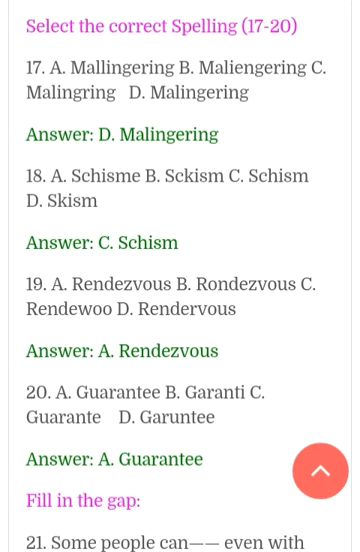 Select the correct Spelling (17-20)
17. A. Mallingering B. Maliengering C.
Malingring D. Malingering
Answer: D. Malingering
18. A. Schisme B. Sckism C. Schism
D. Skism
Answer: C. Schism
19. A. Rendezvous B. Rondezvous C.
Rendewoo D. Rendervous
Answer: A. Rendezvous
20. A. Guarantee B. Garanti C.
Guarante D. Garuntee
Answer: A. Guarantee
Fill in the gap:
21. Some people can—— even with